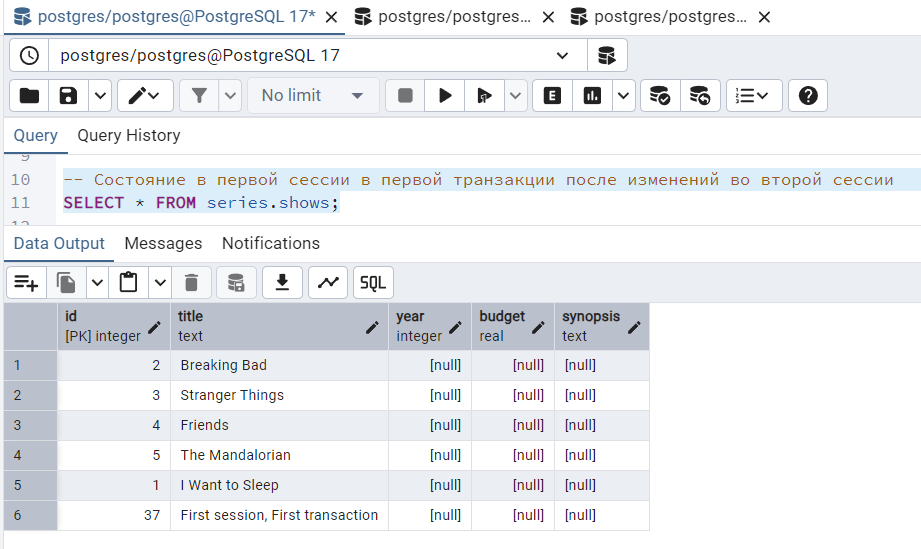 postgres/postgres@PostgreSQL 17*
postgres/postgres...
postgres/postgres...
postgres/postgres@PostgreSQL 17
No limit
E
Query Query History
9
10 -- Состояние в первой сессии в первой транзакции после изменений во второй сессии
11 SELECT * FROM series.shows;
Data Output Messages Notifications
SQL
id title year budget synopsis
[PK] integer text integer real text
1 2 Breaking Bad [null] [null] [null]
2 3 Stranger Things [null] [null] [null]
3 4 Friends [null] [null] [null]
4 5 The Mandalorian [null] [null] [null]
5 1 I Want to Sleep [null] [null] [null]
6 37 First session, First transaction [null] [null] [null]